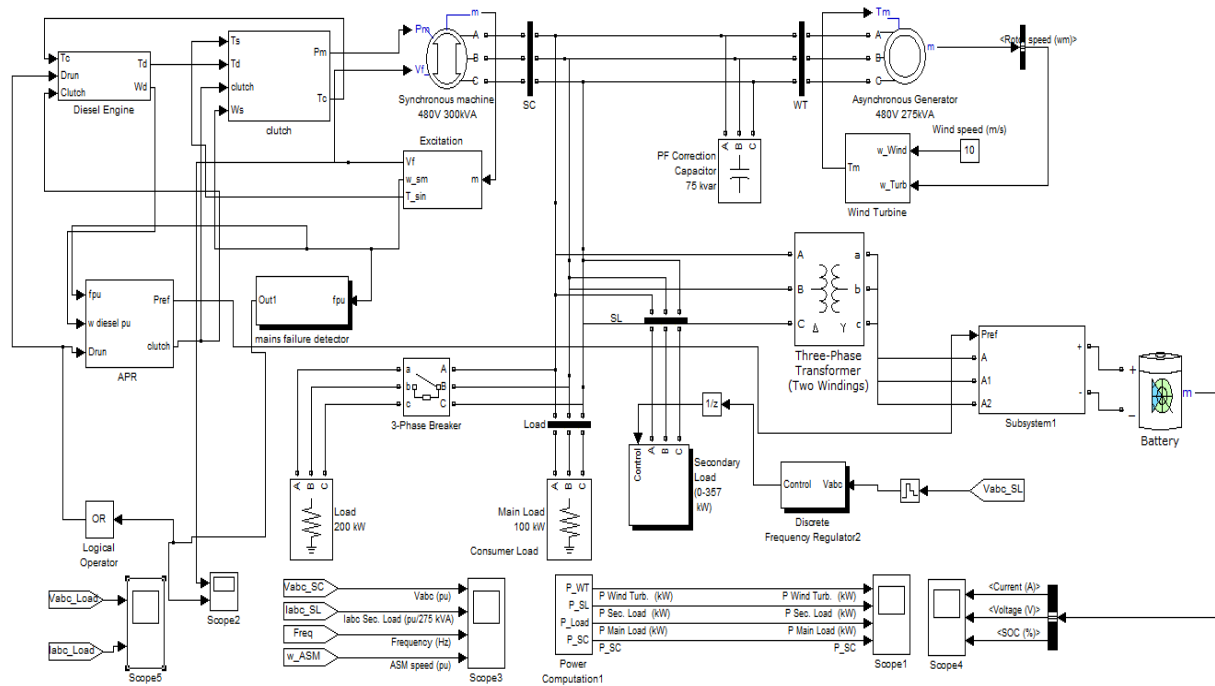 Tc
Drun
Clutch
Td
Wd
Diesel Engine
Ts
Td
clutch
Ws
Pm
Tc
clutch
Pm
Vf_
m
A
B
C
Synchronous machine
480V 300kVA
SC
WT
Tm
A
B
C
m
Asynchronous Generator
480V 275kVA
<Rotor speed (wm)>
Excitation
Vf
w_sm
T_sin
m
A B C
PF Correction
Capacitor
75 kvar
Wind speed (m/s)
10
Tm
w_Wind
w_Turb
Wind Turbine
fpu
w diesel pu
Drun
Pref
clutch
APR
Out1
fpu
mains failure detector
SL
A
B
C
a
b
c
Δ Y
Three-Phase
Transformer
(Two Windings)
Pref
A
A1
A2
+
-
Subsystem1
+
−
m
Battery
a
b
c
A
B
C
3-Phase Breaker
Load
1/z
A B C
Load
200 kW
A B C
Main Load
100 kW
Consumer Load
Control
A B C
Secondary
Load
(0-357
kW)
Control
Vabc
Discrete
Frequency Regulator2
Vabc_SL
OR
Logical
Operator
Vabc_Load
Iabc_Load
Scope5
Scope2
Vabc_SC
Iabc_SL
Freq
w_ASM
Vabc (pu)
Iabc Sec. Load (pu/275 kVA)
Frequency (Hz)
ASM speed (pu)
Scope3
P_WT
P_SL
P_Load
P_SC
Power
Computation1
P Wind Turb. (kW)
P Sec. Load (kW)
P Main Load (kW)
P_SC
P Wind Turb. (kW)
P Sec. Load (kW)
P Main Load (kW)
P_SC
Scope1
Scope4
<Current (A)>
<Voltage (V)>
<SOC (%)>